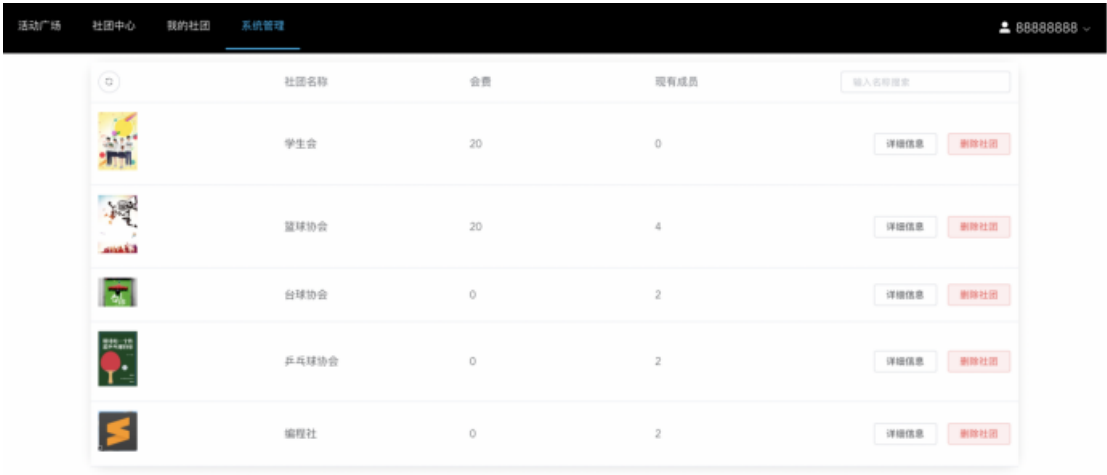 活动广场 社团中心 我的社团 系统管理 88888888
社团名称 会费 现有成员 输入名称搜索
学生会 20 0 详细信息 删除社团
篮球协会 20 4 详细信息 删除社团
台球协会 0 2 详细信息 删除社团
乒乓球协会 0 2 详细信息 删除社团
编程社 0 2 详细信息 删除社团